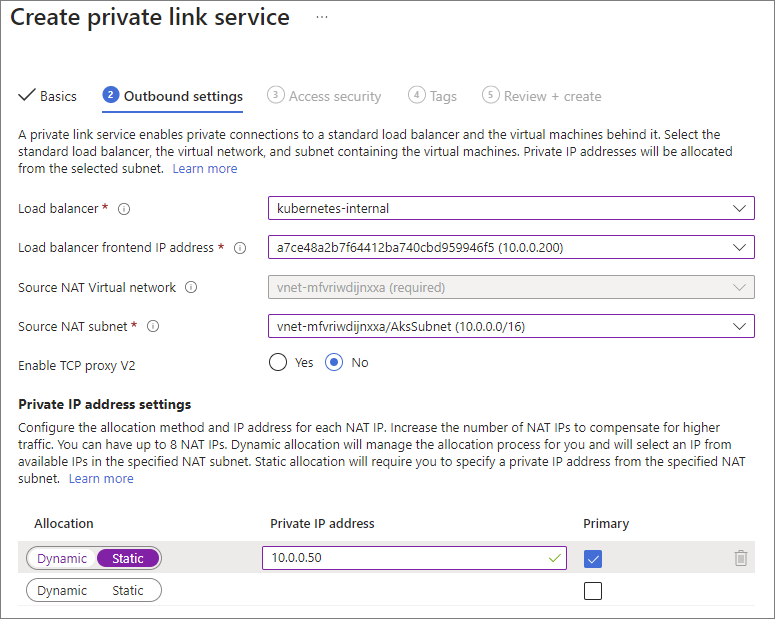 Create private link service ...
Basics 2 Outbound settings 3 Access security 4 Tags 5 Review + create
A private link service enables private connections to a standard load balancer and the virtual machines behind it. Select the
standard load balancer, the virtual network, and subnet containing the virtual machines. Private IP addresses will be allocated
from the selected subnet. Learn more
Load balancer * kubernetes-internal
Load balancer frontend IP address * a7ce48a2b7f64412ba740cbd959946f5 (10.0.0.200)
Source NAT Virtual network vnet-mfvriwdijnxxa (required)
Source NAT subnet * vnet-mfvriwdijnxxa/AksSubnet (10.0.0.0/16)
Enable TCP proxy V2 Yes No
Private IP address settings
Configure the allocation method and IP address for each NAT IP. Increase the number of NAT IPs to compensate for higher
traffic. You can have up to 8 NAT IPs. Dynamic allocation will manage the allocation process for you and will select an IP from
available IPs in the specified NAT subnet. Static allocation will require you to specify a private IP address from the specified NAT
subnet. Learn more
Allocation Private IP address Primary
Dynamic Static 10.0.0.50
Dynamic Static